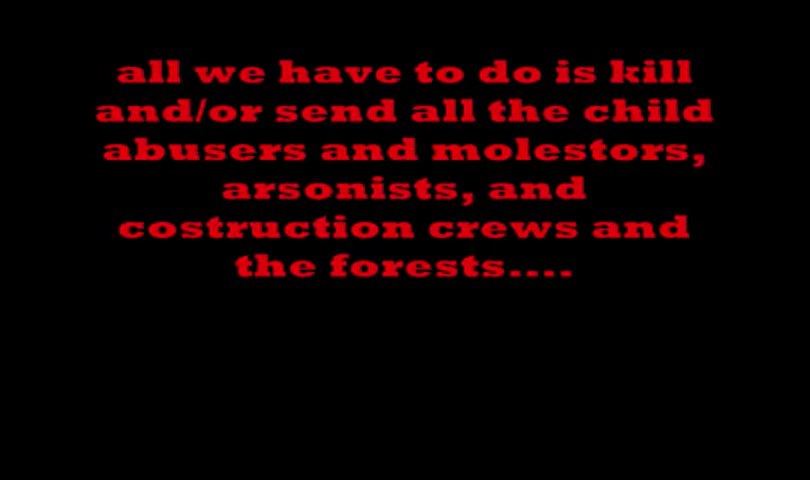 all we have to do is kill
and/or send all the child
abusers and molestors,
arsonists, and
costruction crews and
the forests....